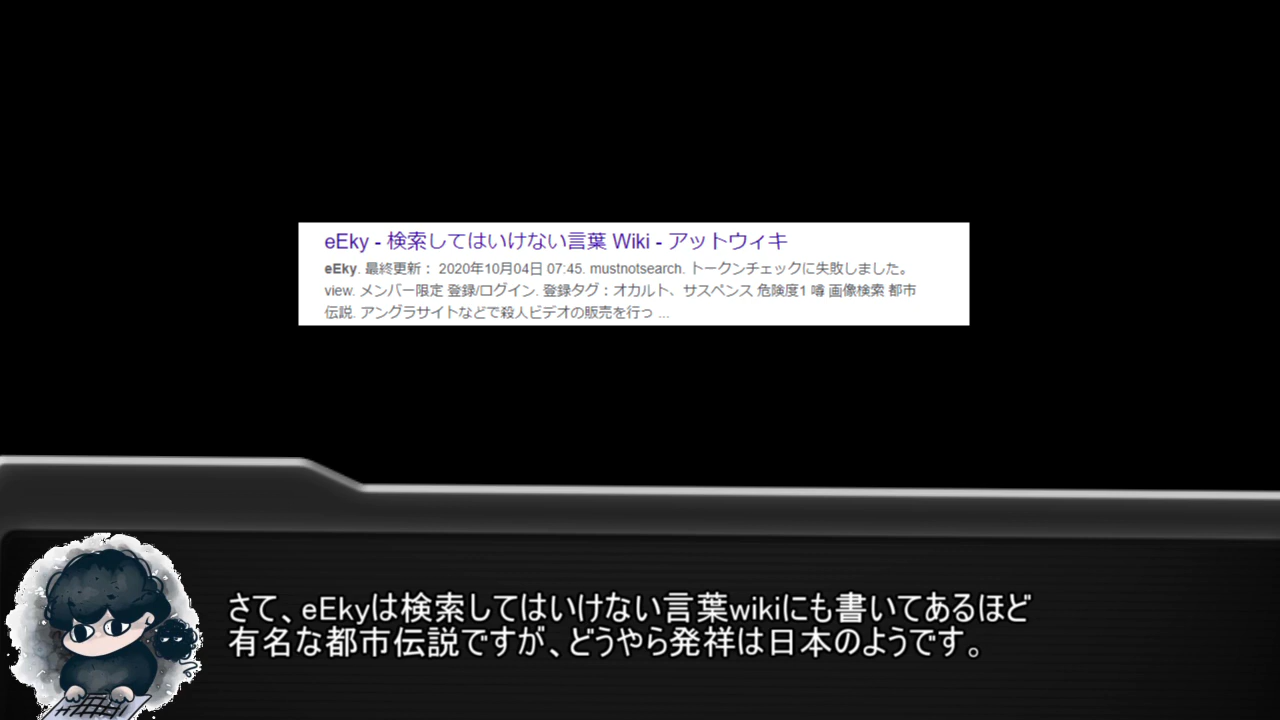 eEky - 検索してはいけない言葉 Wiki - アットウィキ
eEky. 最終更新： 2020年10月04日 07:45. mustnotsearch. トークンチェックに失敗しました。
view. メンバー限定 登録/ログイン. 登録タグ：オカルト、サスペンス 危険度1 噂 画像検索 都市
伝説. アングラサイトなどで殺人ビデオの販売を行っ ...
さて、eEkyは検索してはいけない言葉wikiにも書いてあるほど
有名な都市伝説ですが、どうやら発祥は日本のようです。